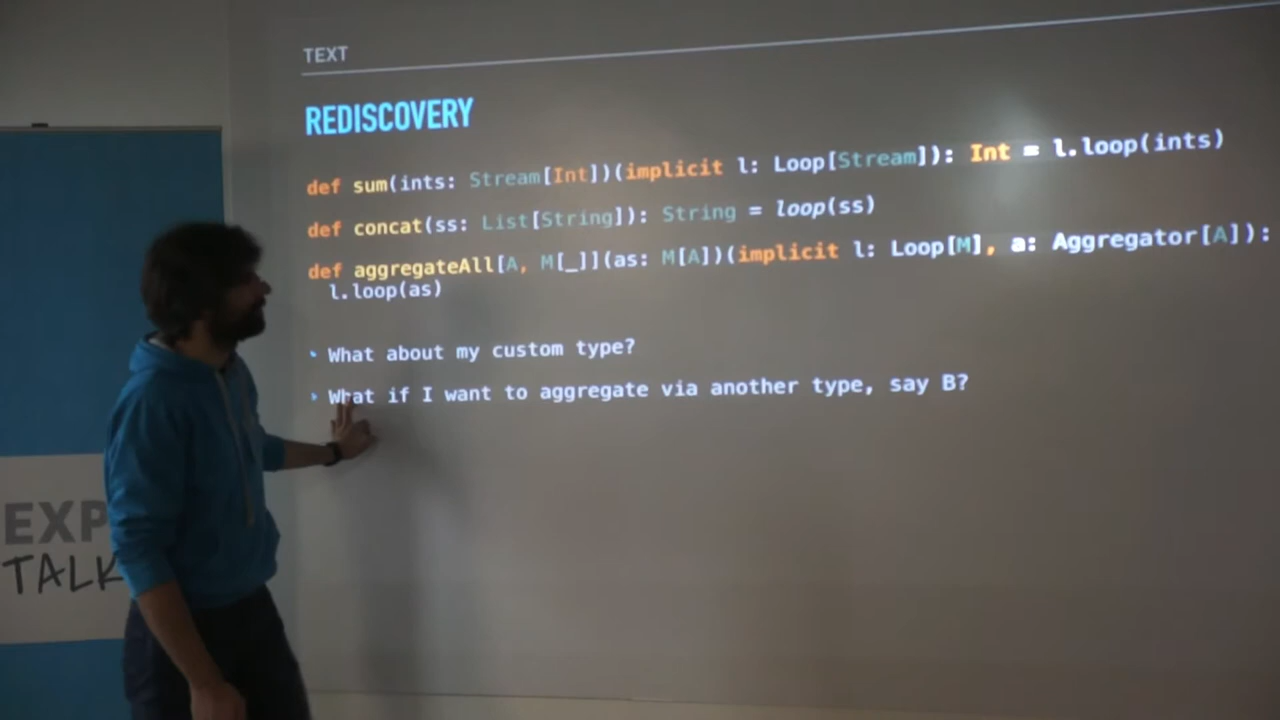 TEXT
REDISCOVERY
def sum(ints: Stream[Int])(implicit l: Loop[Stream]): Int = l.loop(ints)
def concat(ss: List[String]): String = loop(ss)
def aggregateAll[A, M[_]](as: M[A])(implicit l: Loop[M], a: Aggregator[A]):
l.loop(as)
‣ What about my custom type?
‣ What if I want to aggregate via another type, say B?
EXP
TALK